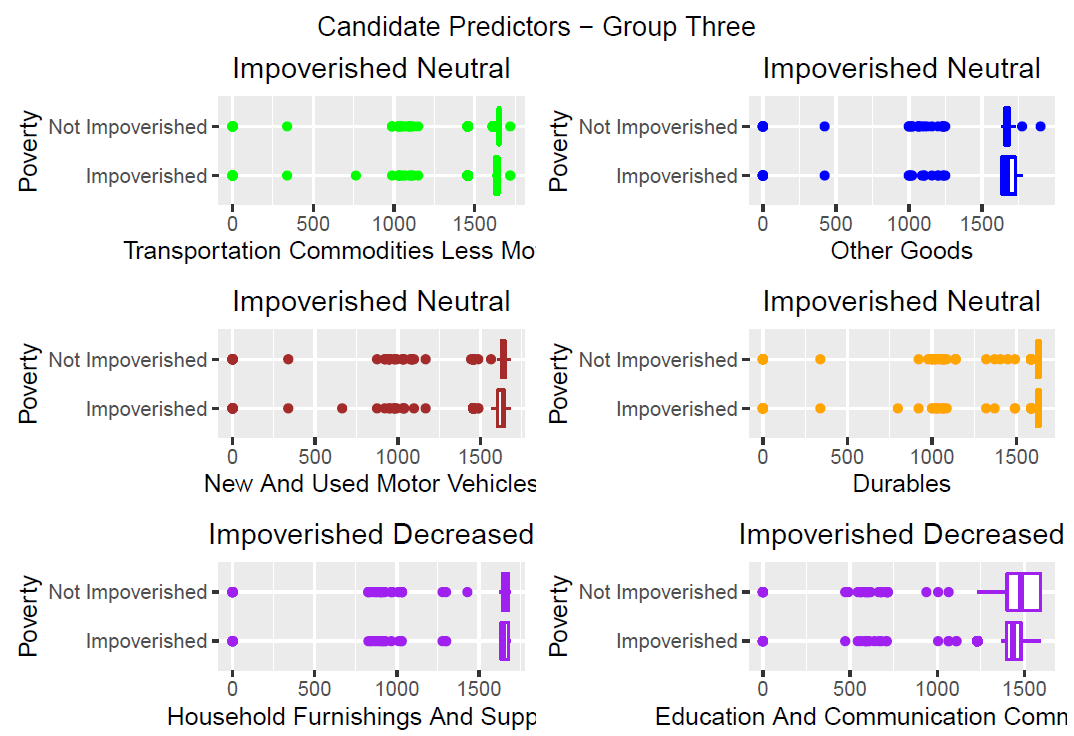 Candidate Predictors − Group Three
Impoverished Neutral
Poverty
Not Impoverished
Impoverished
0 500 1000 1500
Transportation Commodities Less Mo
Impoverished Neutral
Poverty
Not Impoverished
Impoverished
0 500 1000 1500
Other Goods
Impoverished Neutral
Poverty
Not Impoverished
Impoverished
0 500 1000 1500
New And Used Motor Vehicles
Impoverished Neutral
Poverty
Not Impoverished
Impoverished
0 500 1000 1500
Durables
Impoverished Decreased
Poverty
Not Impoverished
Impoverished
0 500 1000 1500
Household Furnishings And Supp
Impoverished Decreased
Poverty
Not Impoverished
Impoverished
0 500 1000 1500
Education And Communication Comm